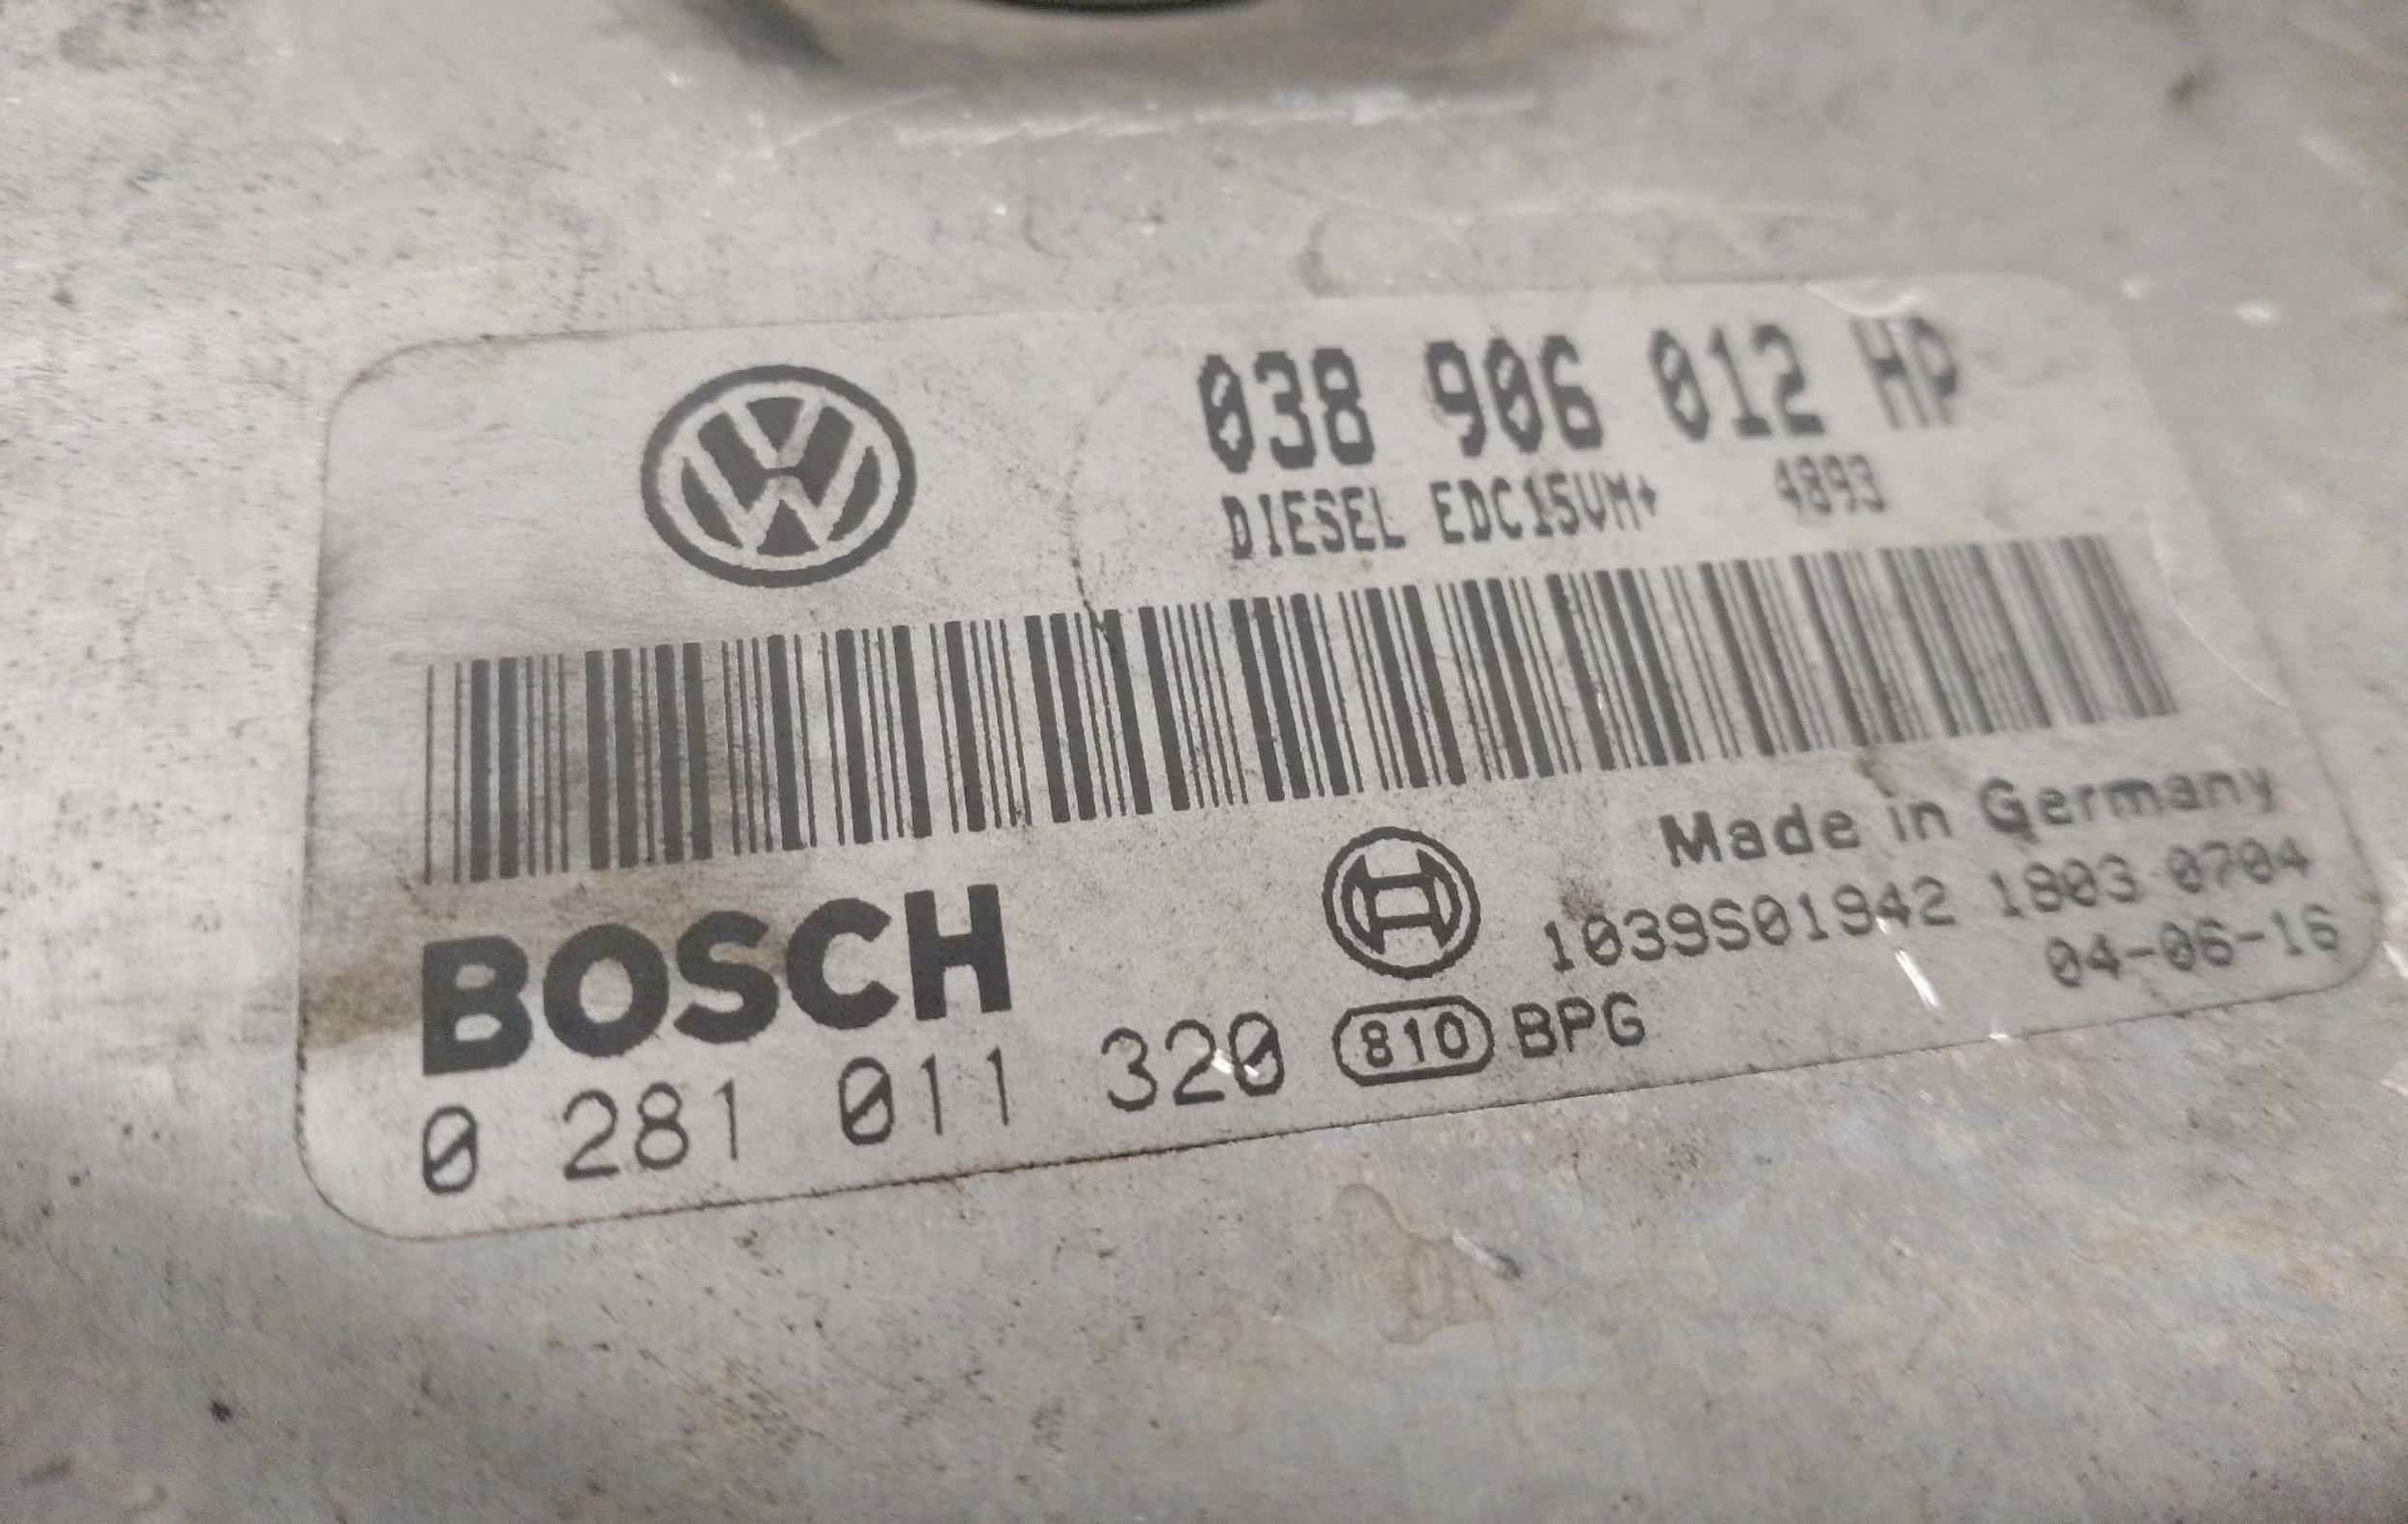 VW
038 906 012 HP
DIESEL EDC15VM+ 4893
Made in Germany
BOSCH
1039S01942 1803 0704
04-06-16
0 281 011 320 810 BPG